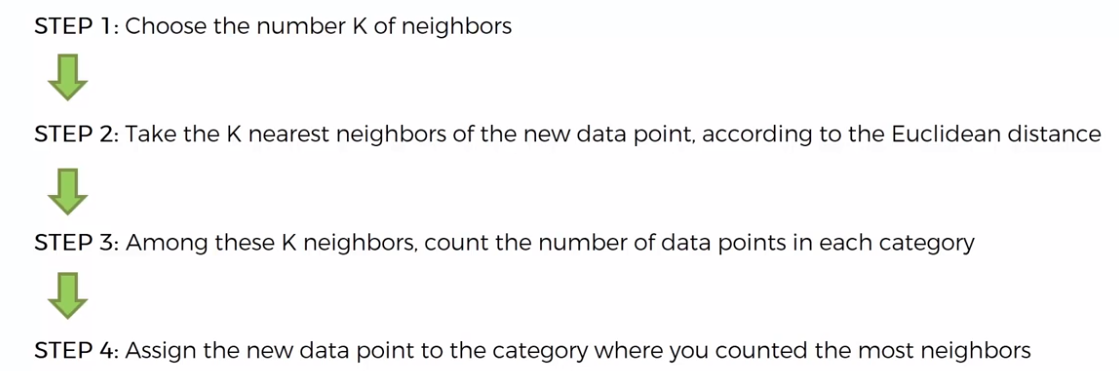 STEP 1: Choose the number K of neighbors
STEP 2: Take the K nearest neighbors of the new data point, according to the Euclidean distance
STEP 3: Among these K neighbors, count the number of data points in each category
STEP 4: Assign the new data point to the category where you counted the most neighbors